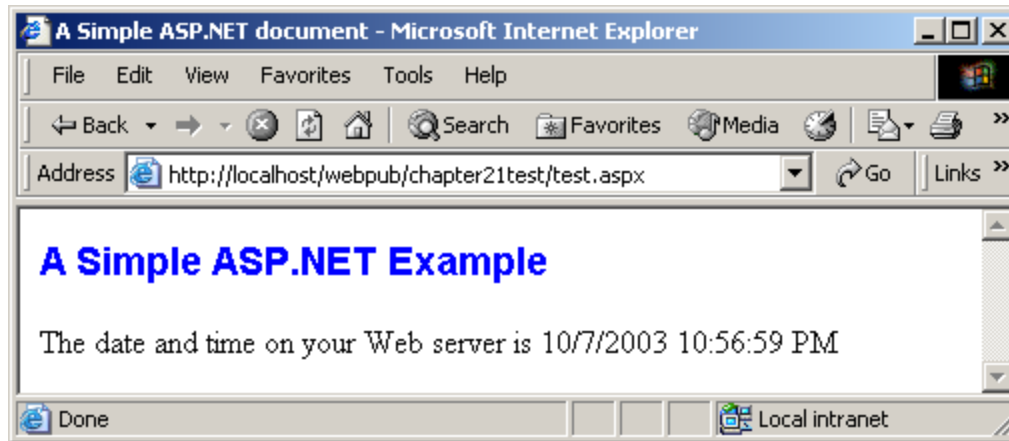 A Simple ASP.NET document - Microsoft Internet Explorer
File Edit View Favorites Tools Help
Back Search Favorites Media
Address http://localhost/webpub/chapter21test/test.aspx Go Links
A Simple ASP.NET Example
The date and time on your Web server is 10/7/2003 10:56:59 PM
Done Local intranet